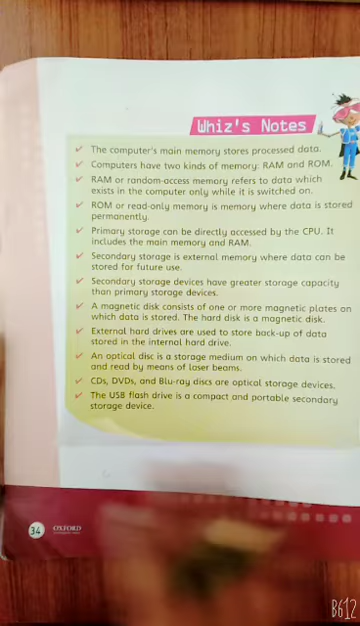 Whiz's Notes
✔ The computer's main memory stores processed data.
✔ Computers have two kinds of memory: RAM and ROM.
✔ RAM or random-access memory refers to data which
exists in the computer only while it is switched on.
✔ ROM or read-only memory is memory where data is stored
permanently.
✔ Primary storage can be directly accessed by the CPU. It
includes the main memory and RAM.
✔ Secondary storage is external memory where data can be
stored for future use.
✔ Secondary storage devices have greater storage capacity
than primary storage devices.
✔ A magnetic disk consists of one or more magnetic plates on
which data is stored. The hard disk is a magnetic disk.
✔ External hard drives are used to store back-up of data
stored in the internal hard drive.
✔ An optical disc is a storage medium on which data is stored
and read by means of laser beams.
✔ CDs, DVDs, and Blu-ray discs are optical storage devices.
✔ The USB flash drive is a compact and portable secondary
storage device.
34 OXFORD
B612